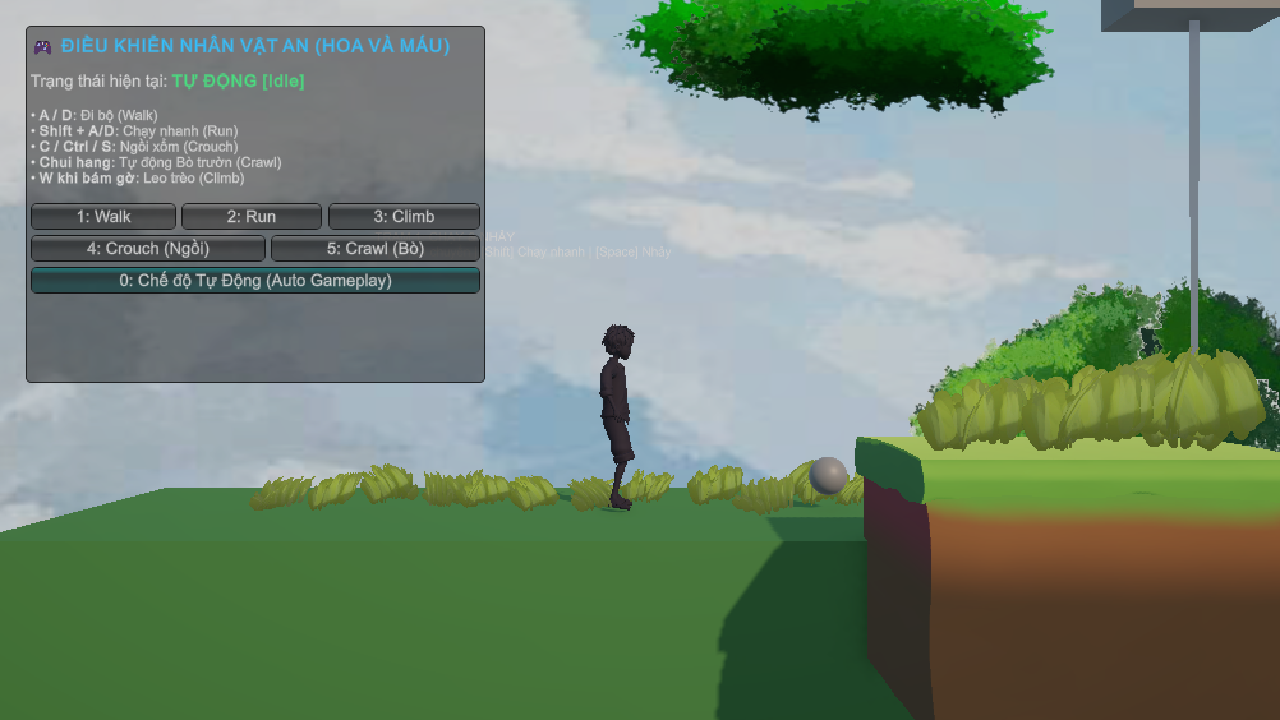 ĐIỀU KHIỂN NHÂN VẬT AN (HOA VÀ MÁU)
Trạng thái hiện tại: TỰ ĐỘNG [Idle]
• A / D: Đi bộ (Walk)
• Shift + A/D: Chạy nhanh (Run)
• C / Ctrl / S: Ngồi xổm (Crouch)
• Chui hang: Tự động Bò trườn (Crawl)
• W khi bám gờ: Leo trèo (Climb)
1: Walk
2: Run
3: Climb
4: Crouch (Ngồi)
5: Crawl (Bò)
NHẢY
Shift] Chạy nhanh | [Space] Nhảy
0: Chế độ Tự Động (Auto Gameplay)